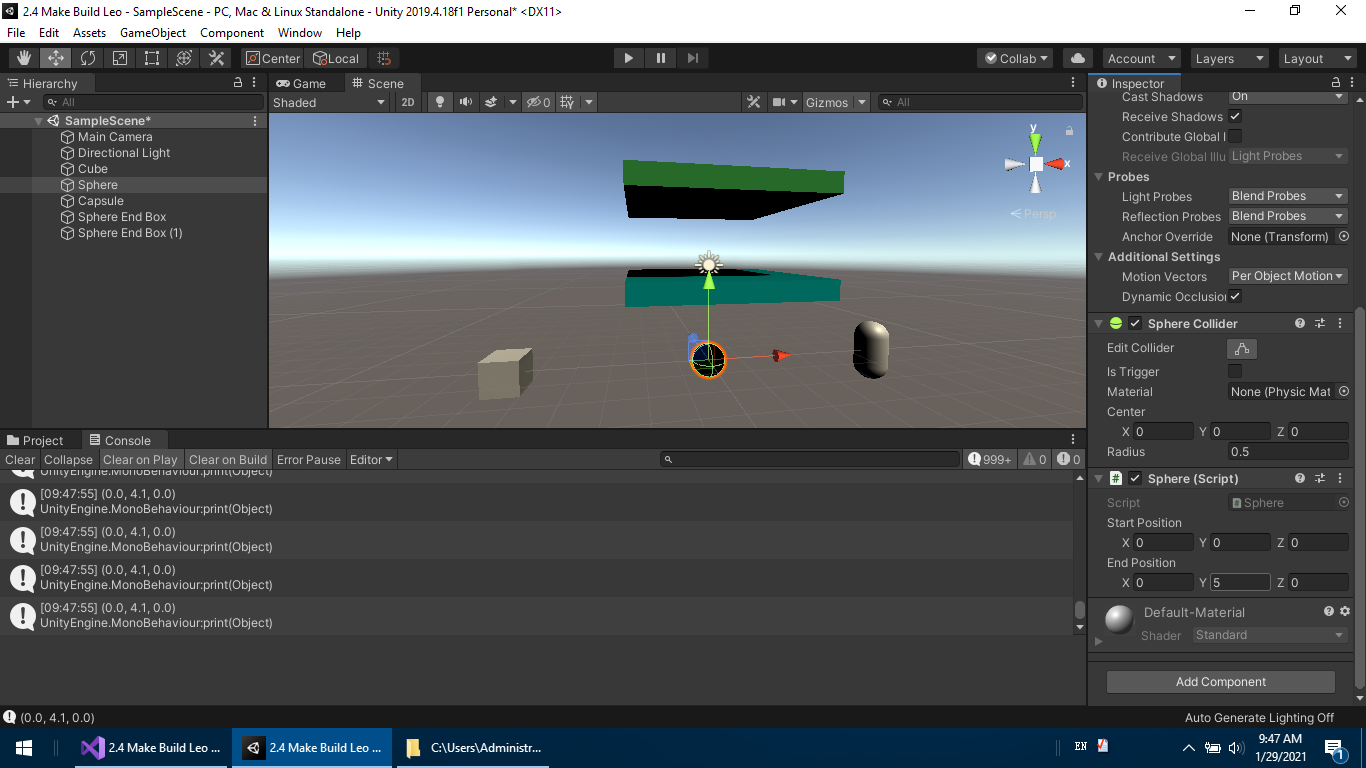 2.4 Make Build Leo - SampleScene - PC, Mac & Linux Standalone - Unity 2019.4.18f1 Personal* <DX11>
File Edit Assets GameObject Component Window Help
Center Local Collab Account Layers Layout
Hierarchy
All
SampleScene*
Main Camera
Directional Light
Cube
Sphere
Capsule
Sphere End Box
Sphere End Box (1)
Game Scene
Shaded 2D 0 Gizmos All
y
x
Persp
Inspector
Cast Shadows On
Receive Shadows
Contribute Global I
Receive Global Illu Light Probes
Probes
Light Probes Blend Probes
Reflection Probes Blend Probes
Anchor Override None (Transform)
Additional Settings
Motion Vectors Per Object Motion
Dynamic Occlusion
Sphere Collider
Edit Collider
Is Trigger
Material None (Physic Mat
Center
X 0 Y 0 Z 0
Radius 0.5
Sphere (Script)
Script Sphere
Start Position
X 0 Y 0 Z 0
End Position
X 0 Y 5 Z 0
Default-Material
Shader Standard
Add Component
Project Console
Clear Collapse Clear on Play Clear on Build Error Pause Editor 999+ 0 0
UnityEngine.MonoBehaviour:print(Object)
[09:47:55] (0.0, 4.1, 0.0)
UnityEngine.MonoBehaviour:print(Object)
[09:47:55] (0.0, 4.1, 0.0)
UnityEngine.MonoBehaviour:print(Object)
[09:47:55] (0.0, 4.1, 0.0)
UnityEngine.MonoBehaviour:print(Object)
[09:47:55] (0.0, 4.1, 0.0)
UnityEngine.MonoBehaviour:print(Object)
(0.0, 4.1, 0.0)
Auto Generate Lighting Off
2.4 Make Build Leo ... 2.4 Make Build Leo ... C:\Users\Administr... EN
9:47 AM
1/29/2021
1